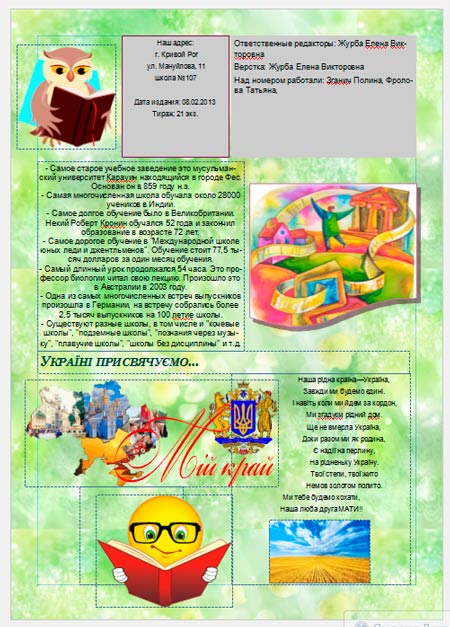 Наш адрес:
г. Кривой Рог
ул. Мануйлова, 11
школа №107
Дата издания: 08.02.2013
Тираж: 21 экз.
Ответственные редакторы: Журба Елена Вик-
торовна
Верстка: Журба Елена Викторовна
Над номером работали: Зганич Полина, Фроло-
ва Татьяна,
- Самое старое учебное заведение это мусульман-
ский университет Карауин находящийся в городе Фес.
Основан он в 859 году н.э.
- Самая многочисленная школа обучала около 28000
учеников в Индии.
- Самое долгое обучение было в Великобритании.
Некий Роберт Кронин обучался 52 года и закончил
образование в возрасте 72 лет.
- Самое дорогое обучение в "Международной школе
юных леди и джентльменов". Обучение стоит 77,5 ты-
сяч долларов за один месяц обучения.
- Самый длинный урок продолжался 54 часа. Это про-
фессор биологии читал свою лекцию. Произошло это
в Австралии в 2003 году.
- Одна из самых многочисленных встреч выпускников
произошла в Германии, на встречу собрались более
2,5 тысяч выпускников на 100 летие школы.
- Существуют разные школы, в том числе и "кочевые
школы", "подземные школы", "познания через музы-
ку", "плавучие школы", "школы без дисциплины" и т.д.
УКРАЇНІ ПРИСВЯЧУЄМО...
Мій край
Наша рідна країна—Україна,
Завжди ми будемо єдині.
І навіть коли ми йдем за кордон,
Ми згадуєм рідний дом.
Ще не вмерла Україна,
Доки разом ми як родина,
Є надії на перлину,
На рідненьку Україну.
Твої степи, твої жито
Немов золотом полито.
Ми тебе будемо кохати,
Наша люба друга МАТИ!!